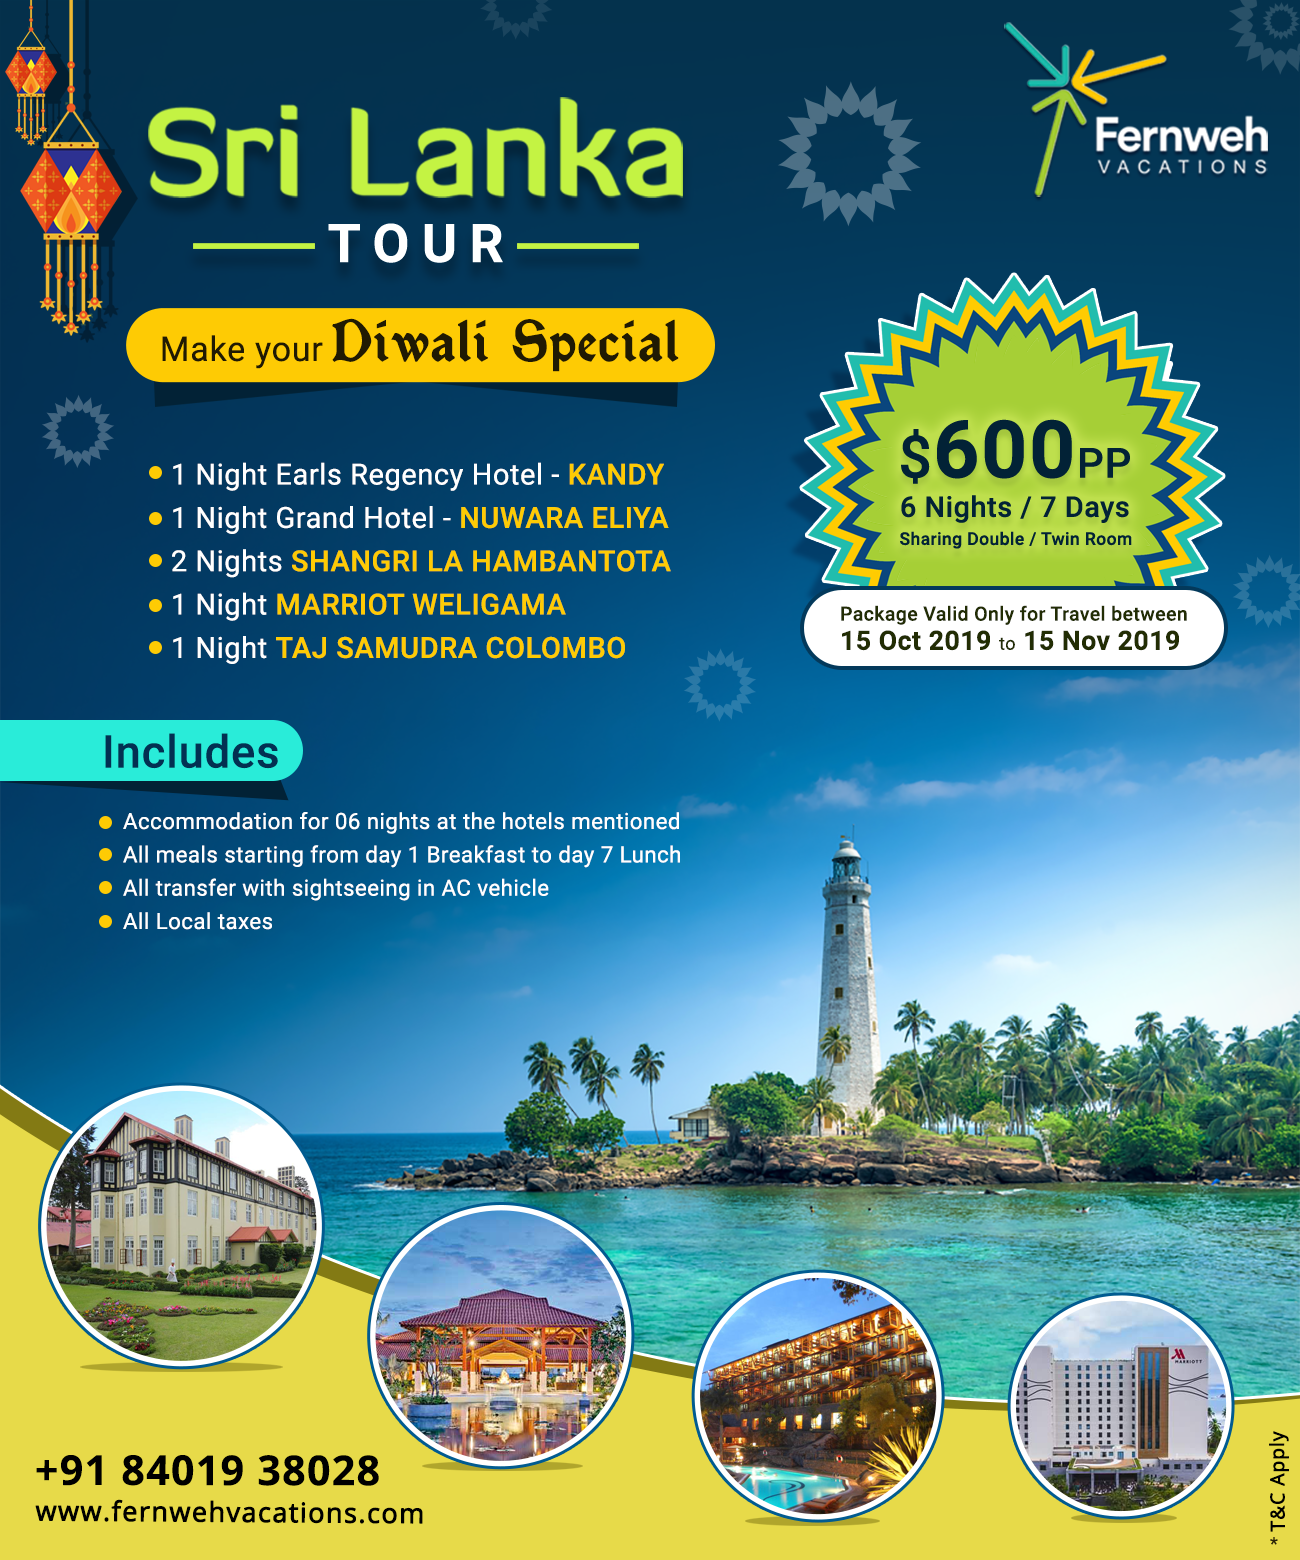 Sri Lanka
TOUR
Fernweh
VACATIONS
Make your Diwali Special
1 Night Earls Regency Hotel - KANDY
1 Night Grand Hotel - NUWARA ELIYA
2 Nights SHANGRI LA HAMBANTOTA
1 Night MARRIOT WELIGAMA
1 Night TAJ SAMUDRA COLOMBO
$600PP
6 Nights / 7 Days
Sharing Double / Twin Room
Package Valid Only for Travel between
15 Oct 2019 to 15 Nov 2019
Includes
Accommodation for 06 nights at the hotels mentioned
All meals starting from day 1 Breakfast to day 7 Lunch
All transfer with sightseeing in AC vehicle
All Local taxes
MARRIOTT
+91 84019 38028
www.fernwehvacations.com
* T&C Apply